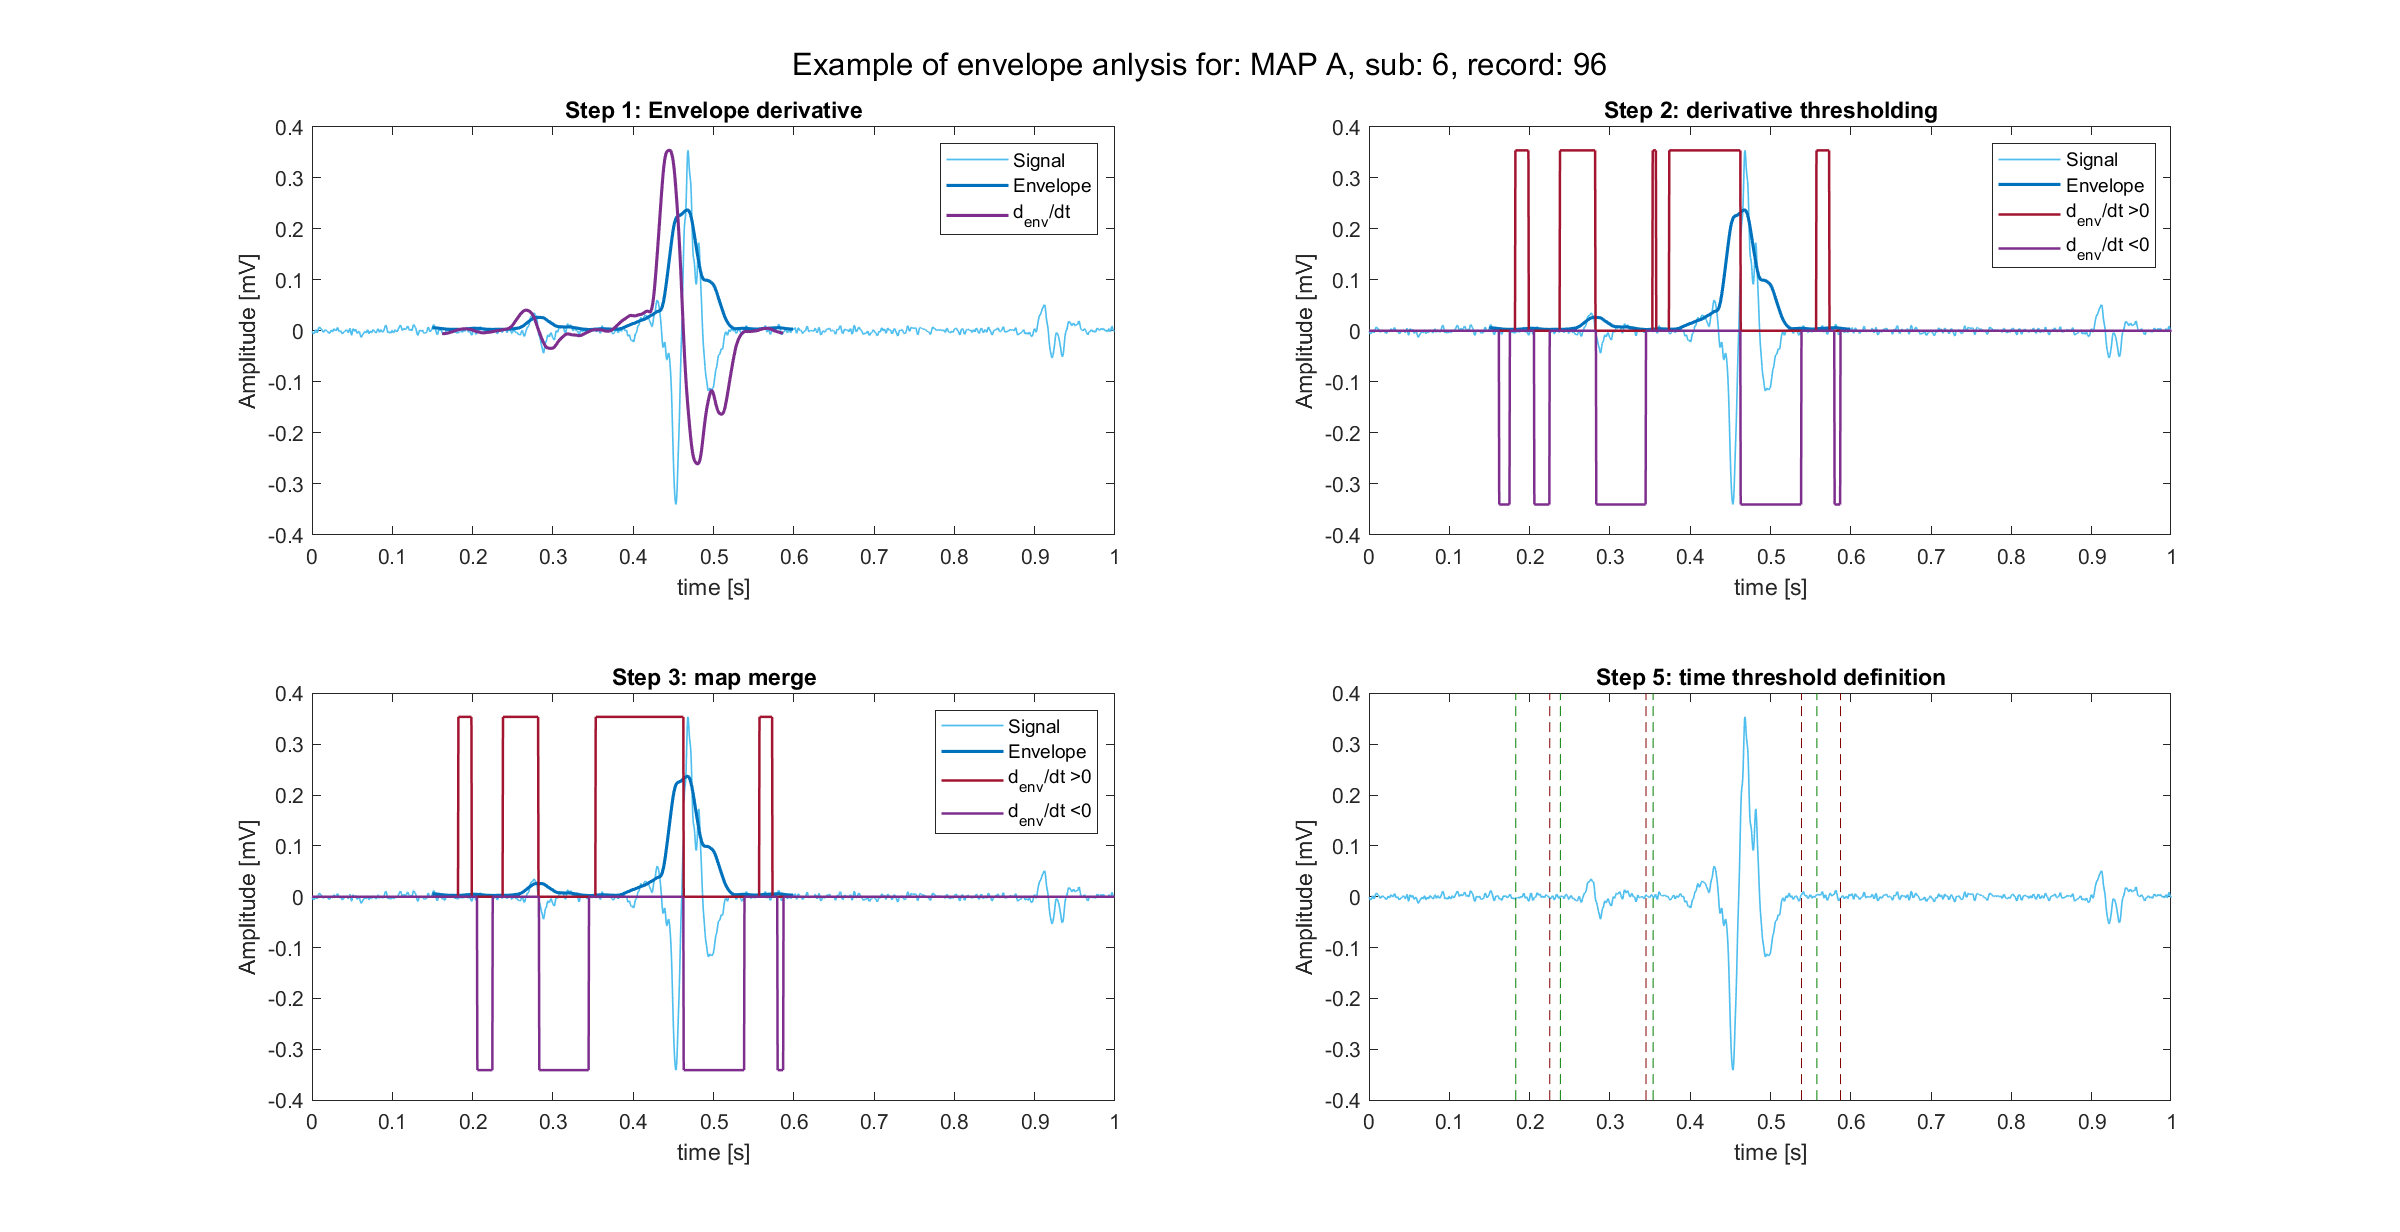 Example of envelope anlysis for: MAP A, sub: 6, record: 96
Step 1: Envelope derivative
0.4
0.3
0.2
0.1
0
-0.1
-0.2
-0.3
-0.4
Amplitude [mV]
Signal
Envelope
d_env/dt
0 0.1 0.2 0.3 0.4 0.5 0.6 0.7 0.8 0.9 1
time [s]
Step 2: derivative thresholding
0.4
0.3
0.2
0.1
0
-0.1
-0.2
-0.3
-0.4
Amplitude [mV]
Signal
Envelope
d_env/dt >0
d_env/dt <0
0 0.1 0.2 0.3 0.4 0.5 0.6 0.7 0.8 0.9 1
time [s]
Step 3: map merge
0.4
0.3
0.2
0.1
0
-0.1
-0.2
-0.3
-0.4
Amplitude [mV]
Signal
Envelope
d_env/dt >0
d_env/dt <0
0 0.1 0.2 0.3 0.4 0.5 0.6 0.7 0.8 0.9 1
time [s]
Step 5: time threshold definition
0.4
0.3
0.2
0.1
0
-0.1
-0.2
-0.3
-0.4
Amplitude [mV]
0 0.1 0.2 0.3 0.4 0.5 0.6 0.7 0.8 0.9 1
time [s]